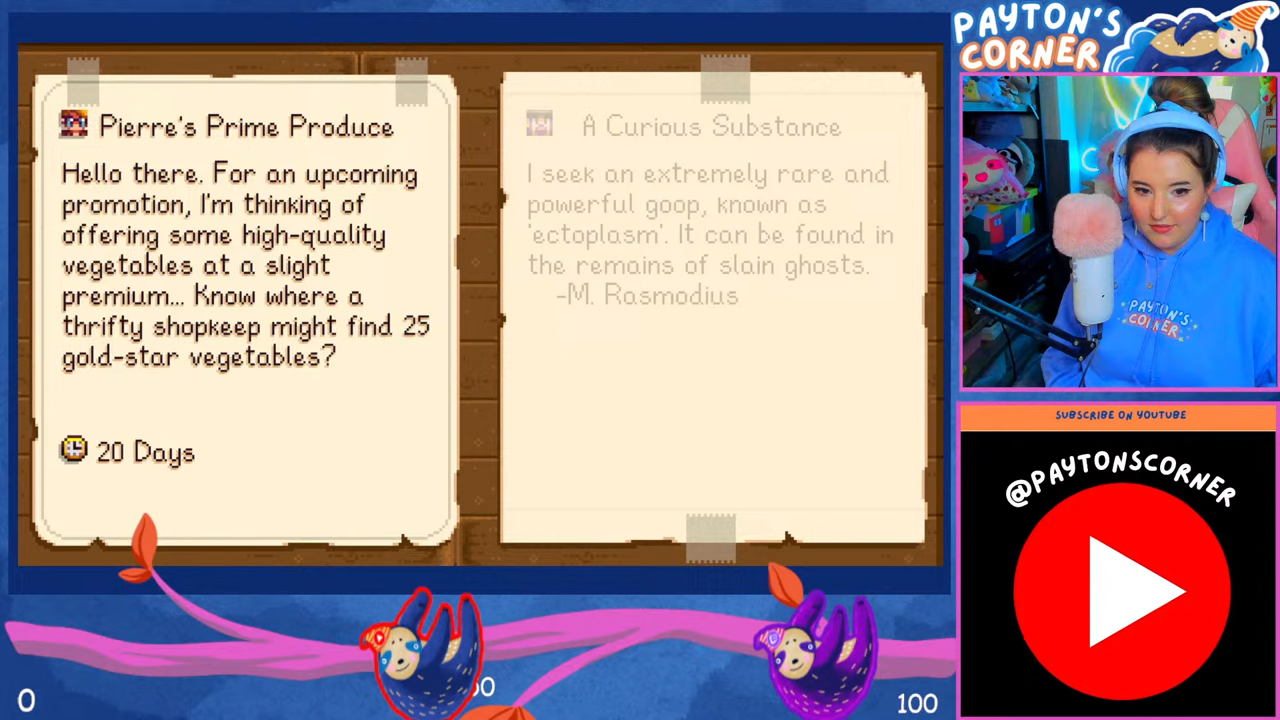 Pierre's Prime Produce
Hello there. For an upcoming
promotion, I'm thinking of
offering some high-quality
vegetables at a slight
premium... Know where a
thrifty shopkeep might find 25
gold-star vegetables?
20 Days
A Curious Substance
I seek an extremely rare and
powerful goop, known as
'ectoplasm'. It can be found in
the remains of slain ghosts.
-M. Rasmodius
PAYTON'S
CORNER
PAYTON'S
CORNER
SUBSCRIBE ON YOUTUBE
@PAYTONSCORNER
0
100